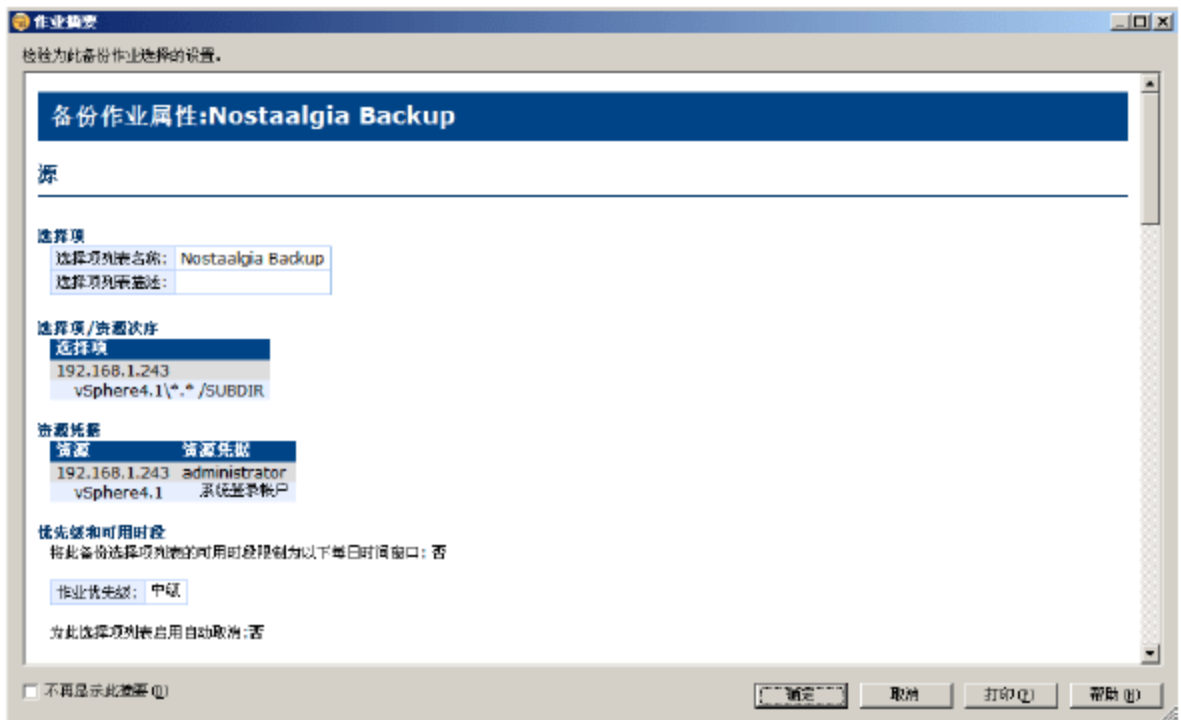 作业摘要
检验为此备份作业选择的设置。
备份作业属性:Nostaalgia Backup
源
选择项
选择项列表名称: Nostaalgia Backup
选择项列表描述:
选择项/资源次序
选择项
192.168.1.243
vSphere4.1\*.* /SUBDIR
资源凭据
资源 资源凭据
192.168.1.243 administrator
vSphere4.1 系统登录帐户
优先级和可用时段
将此备份选择项列表的可用时段限制为以下每日时间窗口: 否
作业优先级: 中级
为此选择项列表启用自动取消:否
不再显示此摘要(D)
确定 取消 打印(P) 帮助(H)